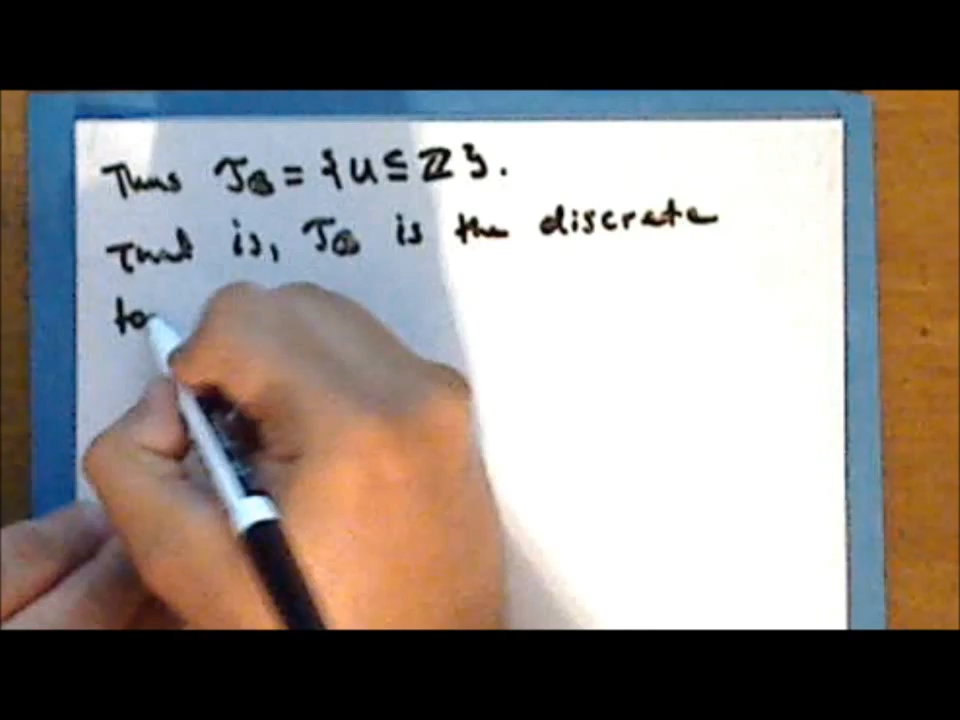 Thus 𝒯_ℬ = {U ⊆ ℤ}.
That is, 𝒯_ℬ is the discrete
to